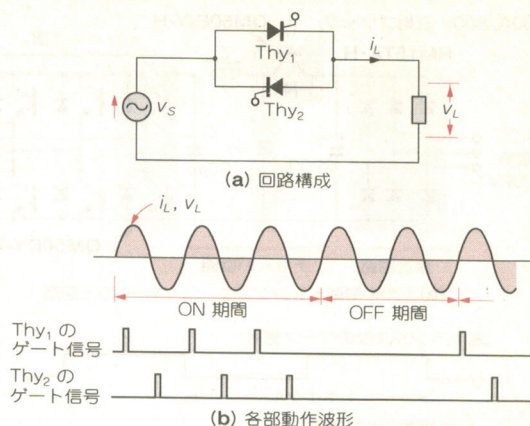 Thy1
iL
vS
Thy2
vL
(a) 回路構成
iL, vL
ON 期間
OFF 期間
Thy1 の
ゲート信号
Thy2 の
ゲート信号
(b) 各部動作波形